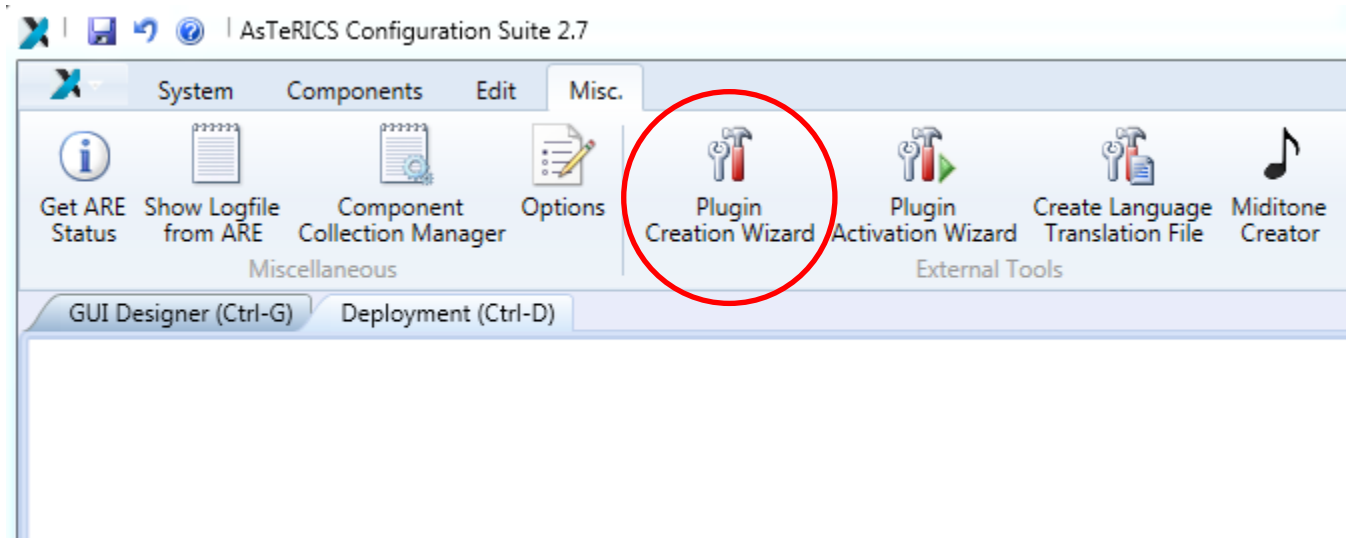 AsTeRICS Configuration Suite 2.7
System Components Edit Misc.
Get ARE Show Logfile Component Options Plugin Plugin Create Language Miditone
Status from ARE Collection Manager Creation Wizard Activation Wizard Translation File Creator
Miscellaneous External Tools
GUI Designer (Ctrl-G) Deployment (Ctrl-D)